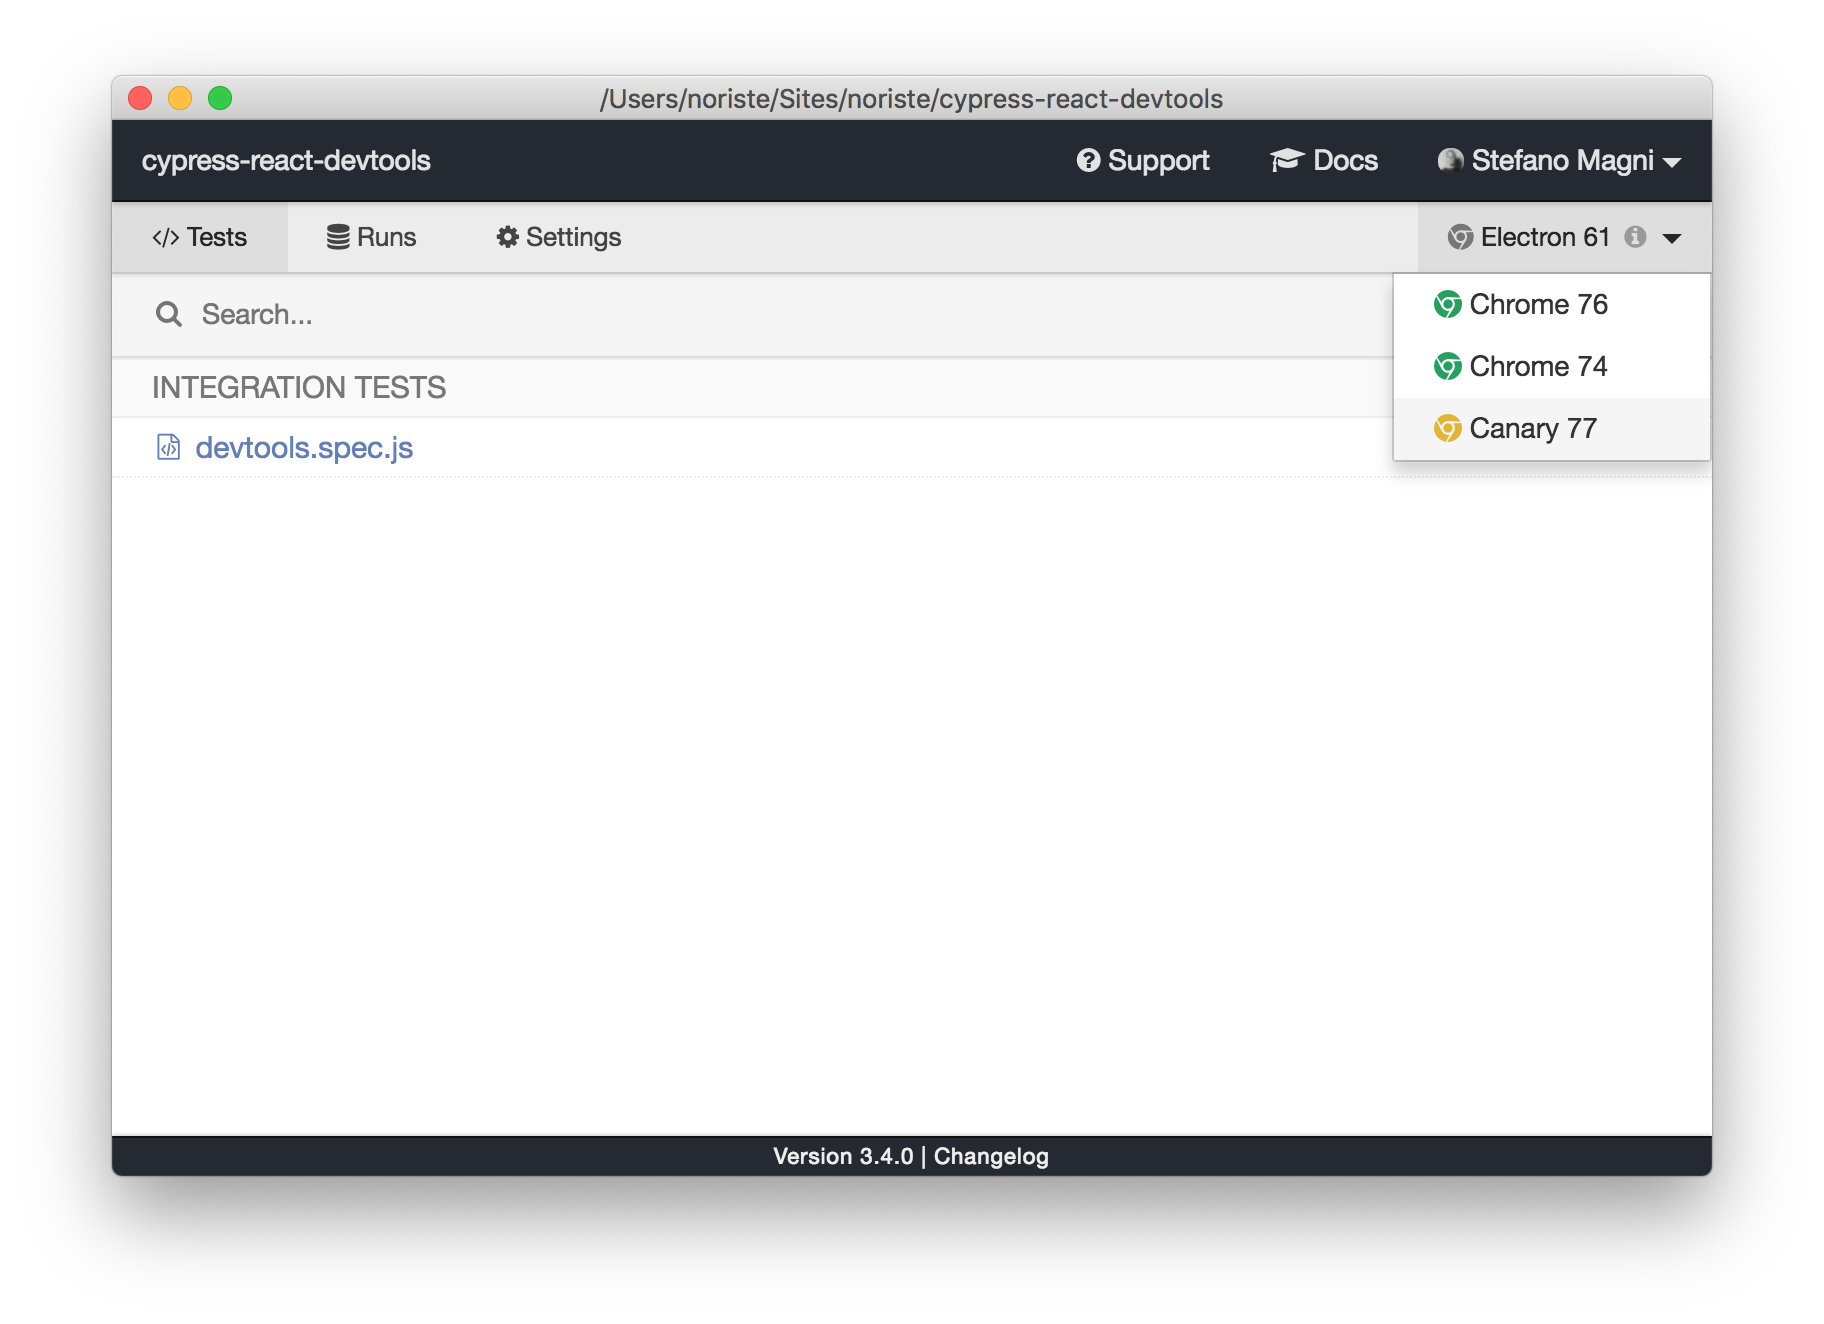 /Users/noriste/Sites/noriste/cypress-react-devtools
cypress-react-devtools Support Docs Stefano Magni
</> Tests Runs Settings Electron 61
Search...
Chrome 76
Chrome 74
Canary 77
INTEGRATION TESTS
devtools.spec.js
Version 3.4.0 | Changelog